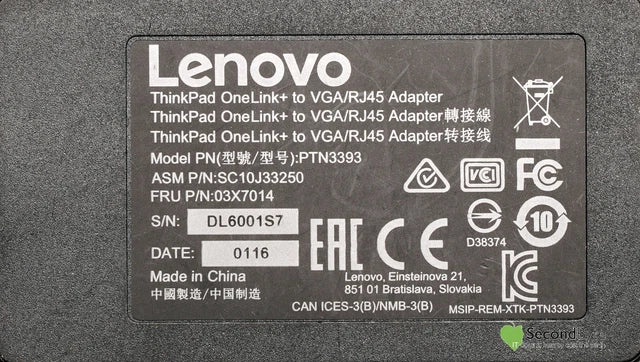 Lenovo
ThinkPad OneLink+ to VGA/RJ45 Adapter
ThinkPad OneLink+ to VGA/RJ45 Adapter轉接線
ThinkPad OneLink+ to VGA/RJ45 Adapter转接线
Model PN(型號/型号):PTN3393
ASM P/N:SC10J33250
FRU P/N:03X7014
S/N: DL6001S7
DATE: 0116
Made in China
中國製造/中国制造
VCI
FC
10
D38374
EAC
CE
Lenovo, Einsteinova 21,
851 01 Bratislava, Slovakia
CAN ICES-3(B)/NMB-3(B)
MSIP-REM-XTK-PTN3393
Second